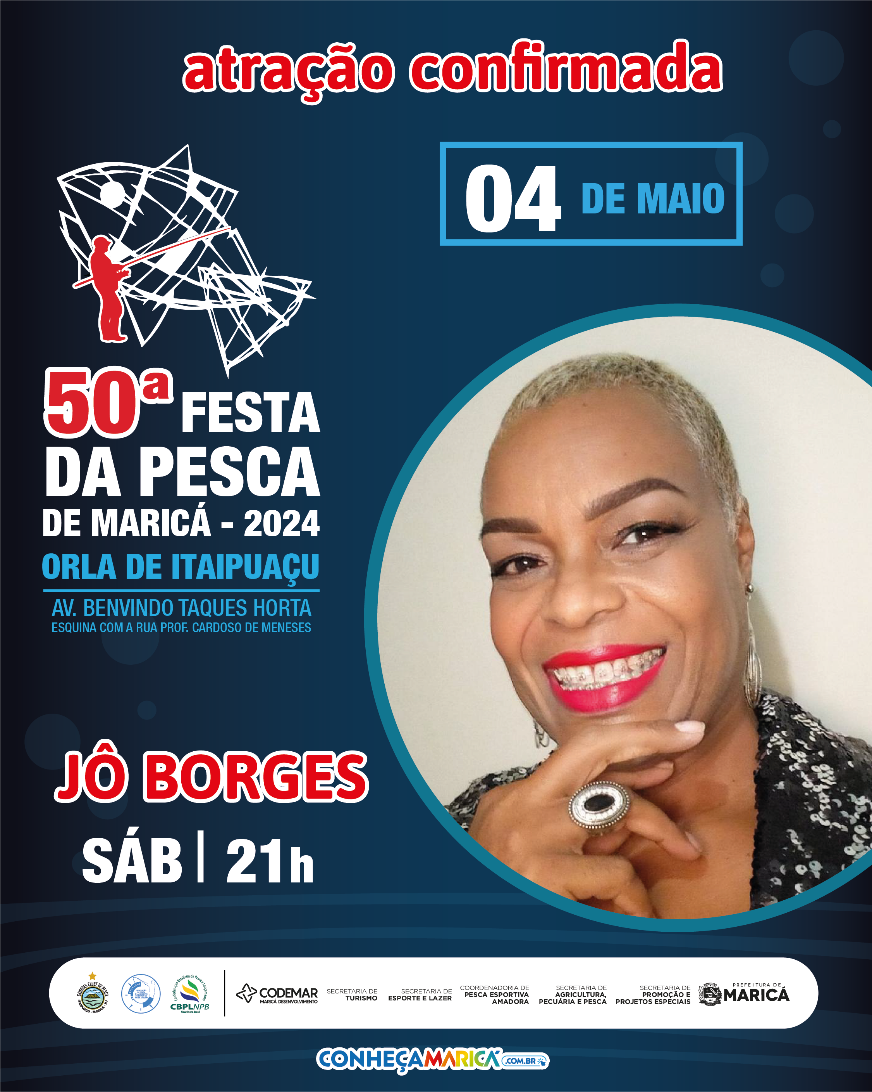 atração confirmada
04 DE MAIO
50ª FESTA
DA PESCA
DE MARICÁ - 2024
ORLA DE ITAIPUAÇU
AV. BENVINDO TAQUES HORTA
ESQUINA COM A RUA PROF. CARDOSO DE MENESES
JÔ BORGES
SÁB | 21h
CBPLNPB
CODEMAR
MARICÁ DESENVOLVIMENTO
SECRETARIA DE
TURISMO
SECRETARIA DE
ESPORTE E LAZER
COORDENADORIA DE
PESCA ESPORTIVA
AMADORA
SECRETARIA DE
AGRICULTURA,
PECUÁRIA E PESCA
SECRETARIA DE
PROMOÇÃO E
PROJETOS ESPECIAIS
PREFEITURA DE
MARICÁ
CONHEÇAMARICÁ.COM.BR